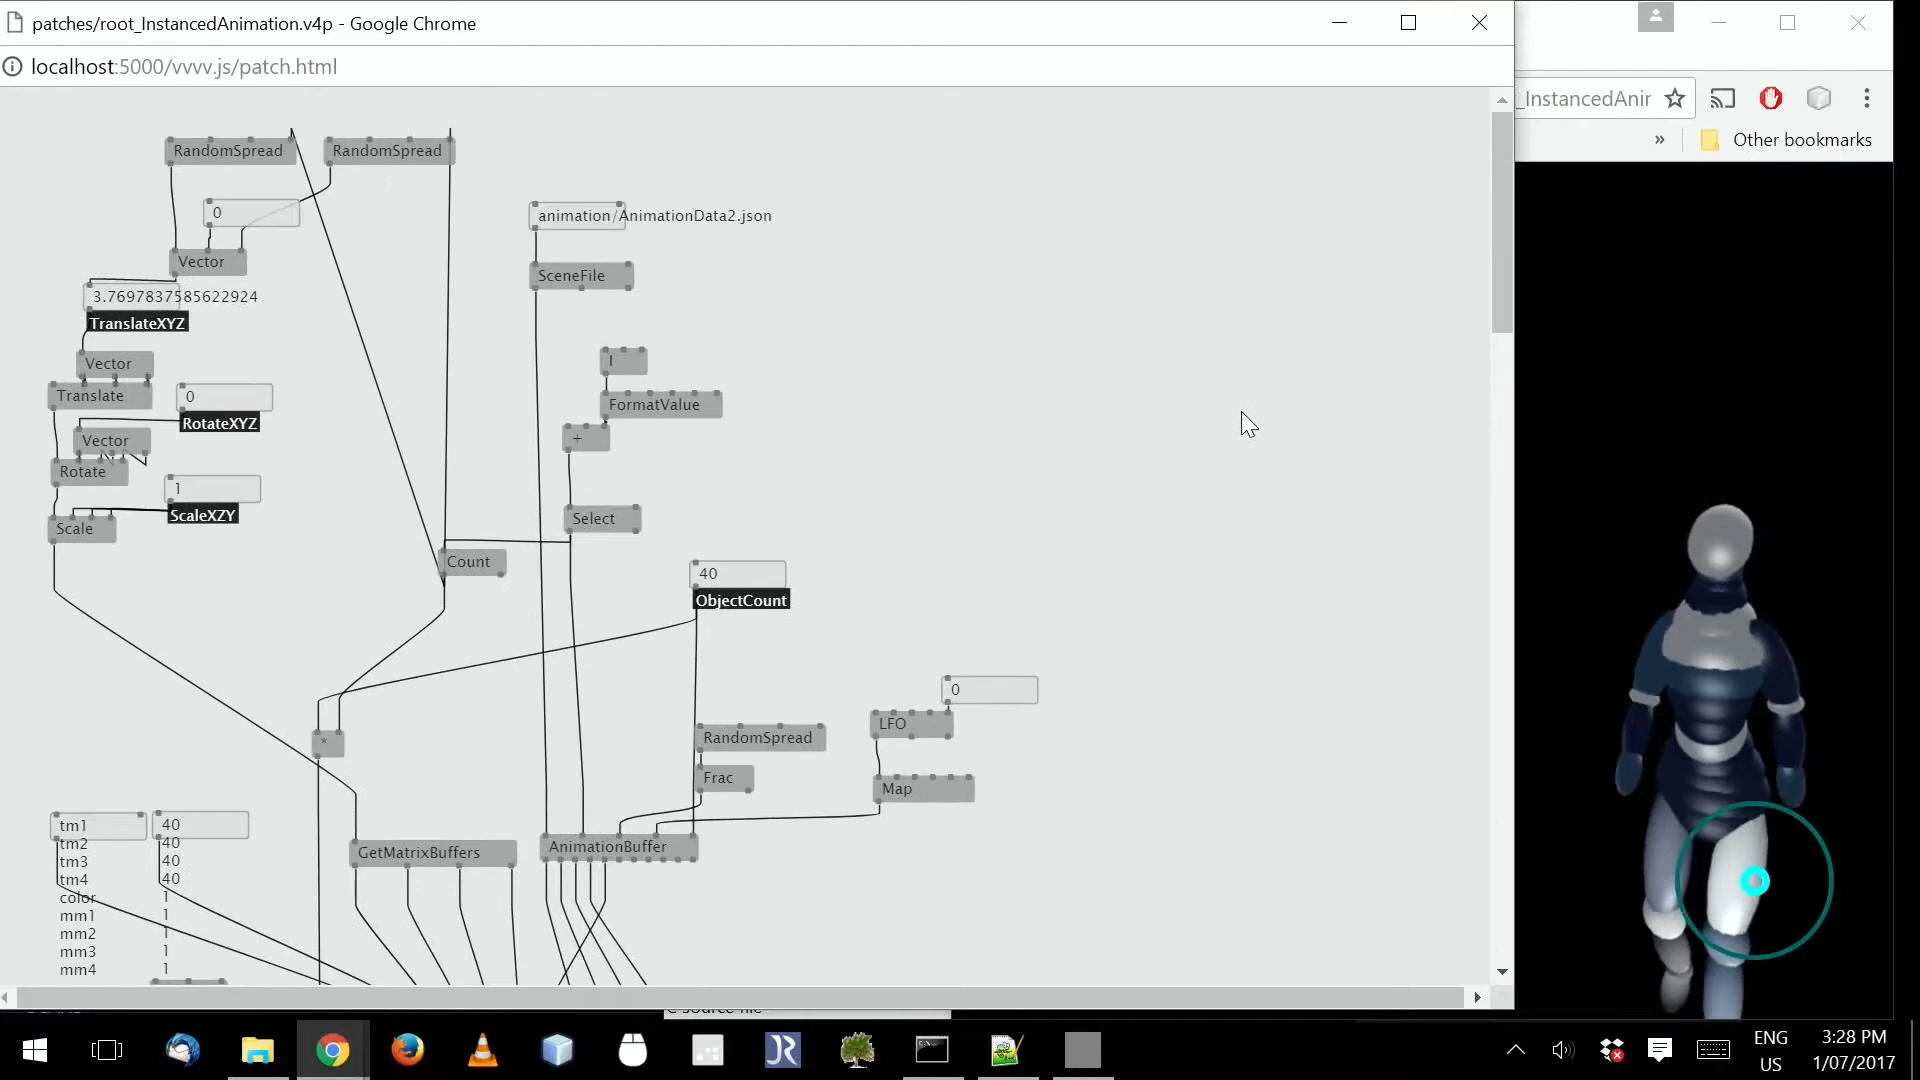 patches/root_InstancedAnimation.v4p - Google Chrome
localhost:5000/vvvv.js/patch.html
_InstancedAnir
» Other bookmarks
RandomSpread
RandomSpread
0
animation/AnimationData2.json
Vector
SceneFile
3.7697837585622924
TranslateXYZ
I
Vector
Translate
0
FormatValue
RotateXYZ
Vector
+
Rotate
1
ScaleXZY
Select
Scale
Count
40
ObjectCount
0
LFO
RandomSpread
*
Frac
Map
tm1
tm2
tm3
tm4
color
mm1
mm2
mm3
mm4
40
40
40
40
1
1
1
1
1
GetMatrixBuffers
AnimationBuffer
ENG
US
3:28 PM
1/07/2017